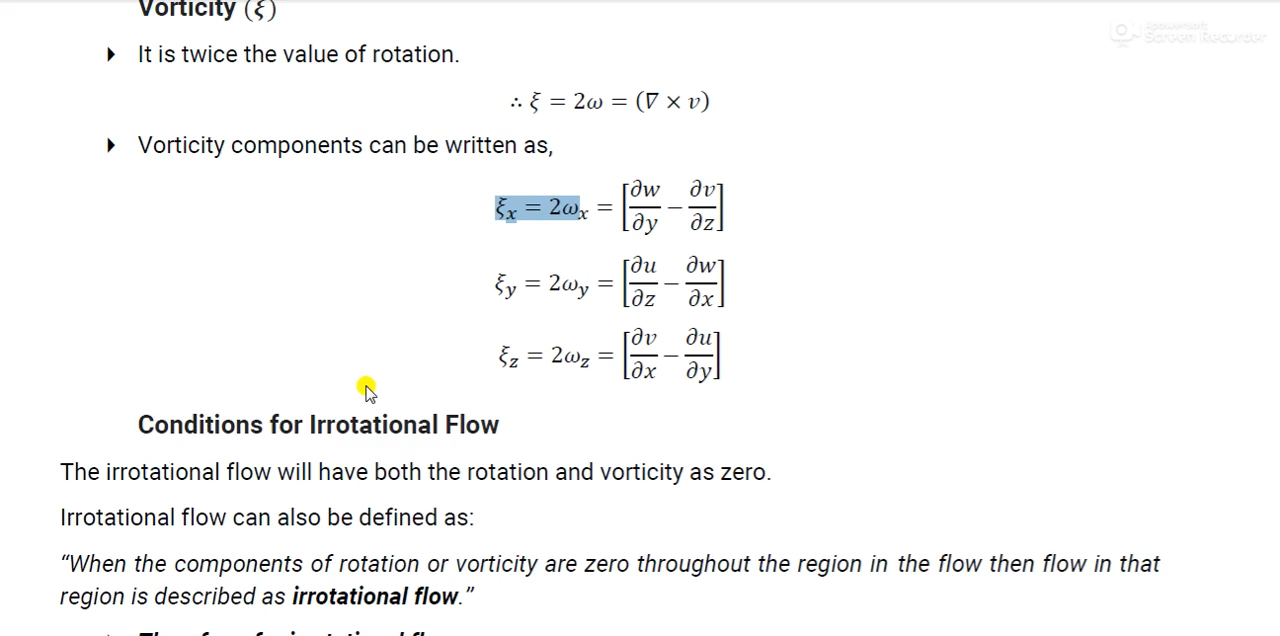 Vorticity (ξ)
Apowersoft
Screen Recorder
It is twice the value of rotation.
∴ ξ = 2ω = (∇ × v)
Vorticity components can be written as,
ξx = 2ωx = [∂w/∂y − ∂v/∂z]
ξy = 2ωy = [∂u/∂z − ∂w/∂x]
ξz = 2ωz = [∂v/∂x − ∂u/∂y]
Conditions for Irrotational Flow
The irrotational flow will have both the rotation and vorticity as zero.
Irrotational flow can also be defined as:
“When the components of rotation or vorticity are zero throughout the region in the flow then flow in that
region is described as irrotational flow.”